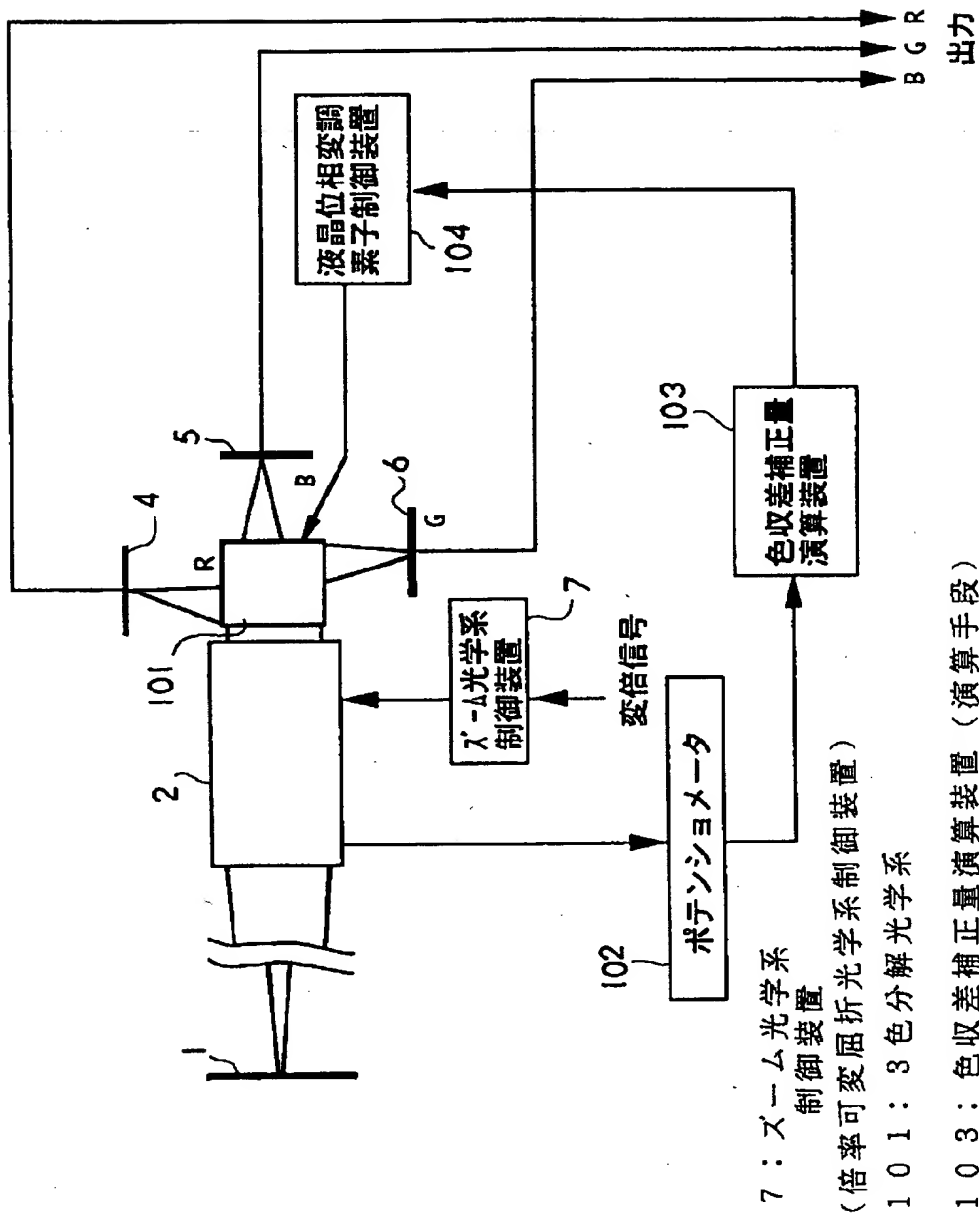 1
2
4
R
101
5
B
6
G
7
ズーム光学系
制御装置
変倍信号
液晶位相変調
素子制御装置
104
103
色収差補正量
演算装置
102
ポテンショメータ
B G R
出力
7：ズーム光学系
制御装置
（倍率可変屈折光学系制御装置）
101：3色分解光学系
103：色収差補正量演算装置（演算手段）